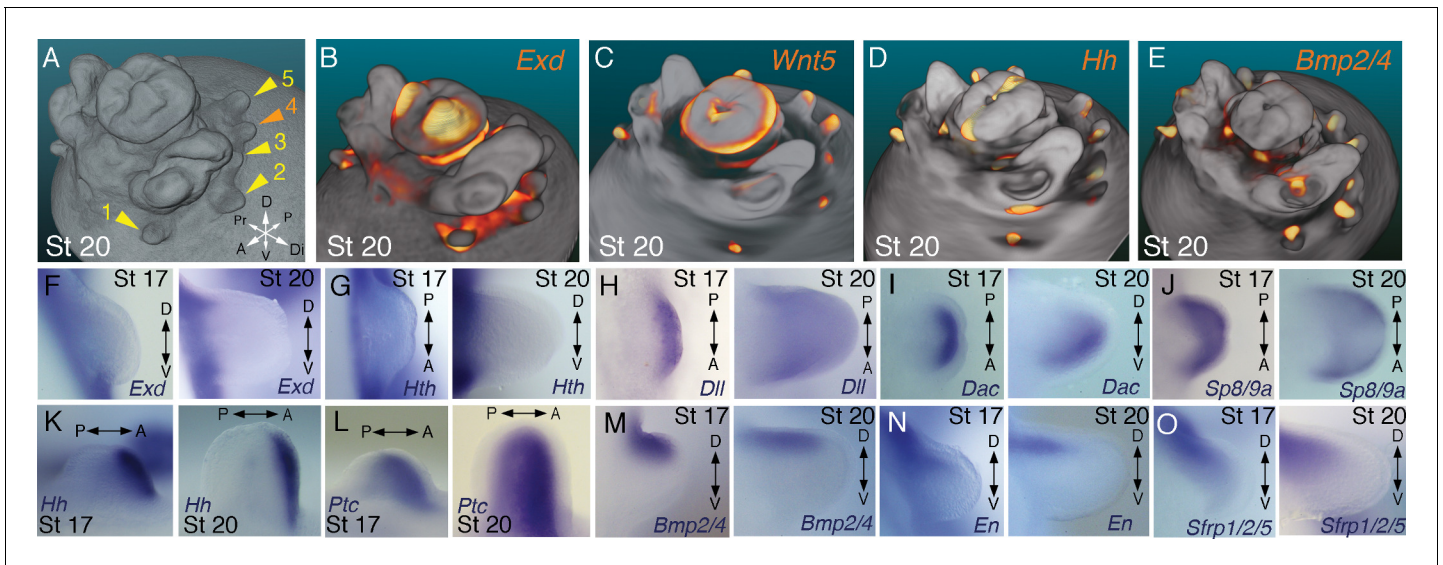 A
5
4
3
2
1
D
Pr
P
A
Di
V
St 20
B
Exd
St 20
C
Wnt5
St 20
D
Hh
St 20
E
Bmp2/4
St 20
F
St 17
D
V
Exd
St 20
D
V
Exd
G
St 17
P
A
Hth
St 20
D
V
Hth
H
St 17
P
A
Dll
St 20
P
A
Dll
I
St 17
P
A
Dac
St 20
D
V
Dac
J
St 17
P
A
Sp8/9a
St 20
P
A
Sp8/9a
K
P
A
Hh
St 17
P
A
Hh
St 20
L
P
A
Ptc
St 17
P
A
Ptc
St 20
M
St 17
D
V
Bmp2/4
St 20
D
V
Bmp2/4
N
St 17
D
V
En
St 20
D
V
En
O
St 17
D
V
Sfrp1/2/5
St 20
D
V
Sfrp1/2/5